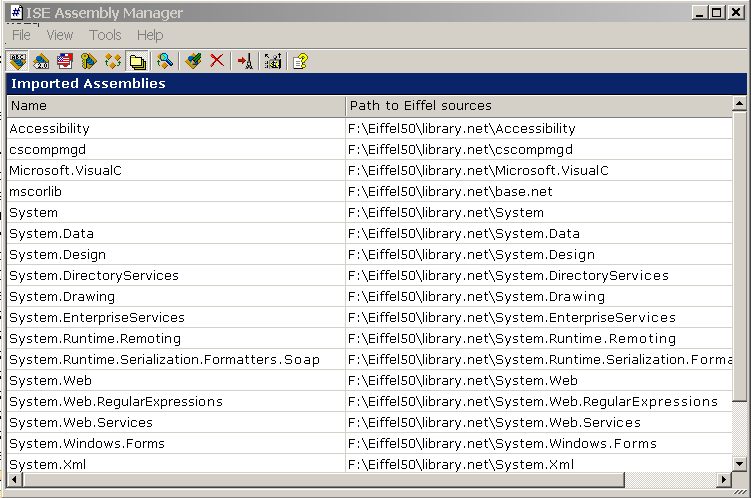 ISE Assembly Manager
File View Tools Help
Imported Assemblies
Name Path to Eiffel sources
Accessibility F:\Eiffel50\library.net\Accessibility
cscompmgd F:\Eiffel50\library.net\cscompmgd
Microsoft.VisualC F:\Eiffel50\library.net\Microsoft.VisualC
mscorlib F:\Eiffel50\library.net\base.net
System F:\Eiffel50\library.net\System
System.Data F:\Eiffel50\library.net\System.Data
System.Design F:\Eiffel50\library.net\System.Design
System.DirectoryServices F:\Eiffel50\library.net\System.DirectoryServices
System.Drawing F:\Eiffel50\library.net\System.Drawing
System.EnterpriseServices F:\Eiffel50\library.net\System.EnterpriseServices
System.Runtime.Remoting F:\Eiffel50\library.net\System.Runtime.Remoting
System.Runtime.Serialization.Formatters.Soap F:\Eiffel50\library.net\System.Runtime.Serialization.Forma
System.Web F:\Eiffel50\library.net\System.Web
System.Web.RegularExpressions F:\Eiffel50\library.net\System.Web.RegularExpressions
System.Web.Services F:\Eiffel50\library.net\System.Web.Services
System.Windows.Forms F:\Eiffel50\library.net\System.Windows.Forms
System.Xml F:\Eiffel50\library.net\System.Xml